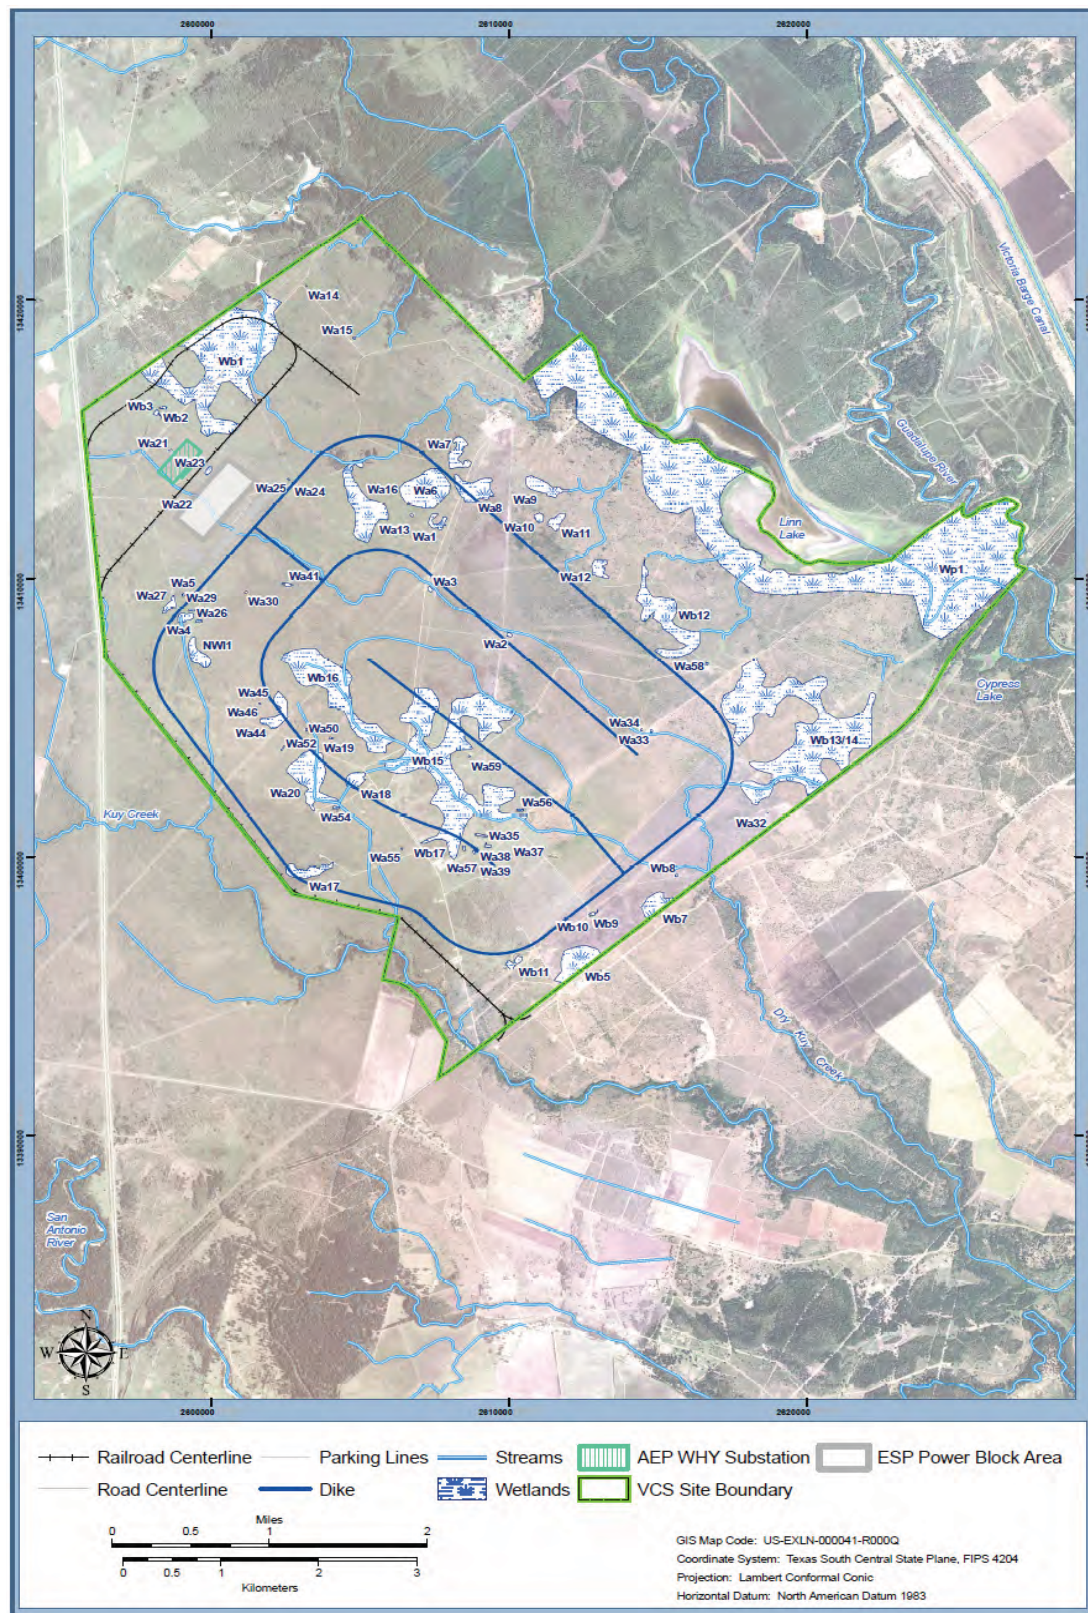 2600000
2610000
2620000
13420000
Victoria Barge Canal
Wa14
Wa15
Wb1
Wb3
Wb2
Wa21
Wa23
Wa22
Wa25
Wa24
Wa16
Wa7
Wa6
Wa8
Wa9
Wa13
Wa1
Wa10
Wa11
Guadalupe River
Linn
Lake
Wp1
Wa12
13410000
Wa5
Wa41
Wa3
Wa27
Wa29
Wa30
Wa26
Wa4
NWI1
Wa2
Wb12
Wa58
Cypress
Lake
Wb16
Wa45
Wa46
Wa44
Wa50
Wa52
Wa19
Wb15
Wa59
Wa34
Wa33
Wb13/14
Wa20
Wa18
Wa54
Wa56
Wa32
Kuy Creek
Wa35
Wa55
Wb17
Wa38
Wa37
Wa57
Wa39
Wb8
13400000
Wa17
Wb10
Wb9
Wb7
Wb11
Wb5
Dry Kuy Creek
13390000
San
Antonio
River
N
W E
S
2600000
2610000
2620000
Railroad Centerline
Parking Lines
Streams
AEP WHY Substation
ESP Power Block Area
Road Centerline
Dike
Wetlands
VCS Site Boundary
Miles
0 0.5 1 2
0 0.5 1 2 3
Kilometers
GIS Map Code: US-EXLN-000041-R000Q
Coordinate System: Texas South Central State Plane, FIPS 4204
Projection: Lambert Conformal Conic
Horizontal Datum: North American Datum 1983